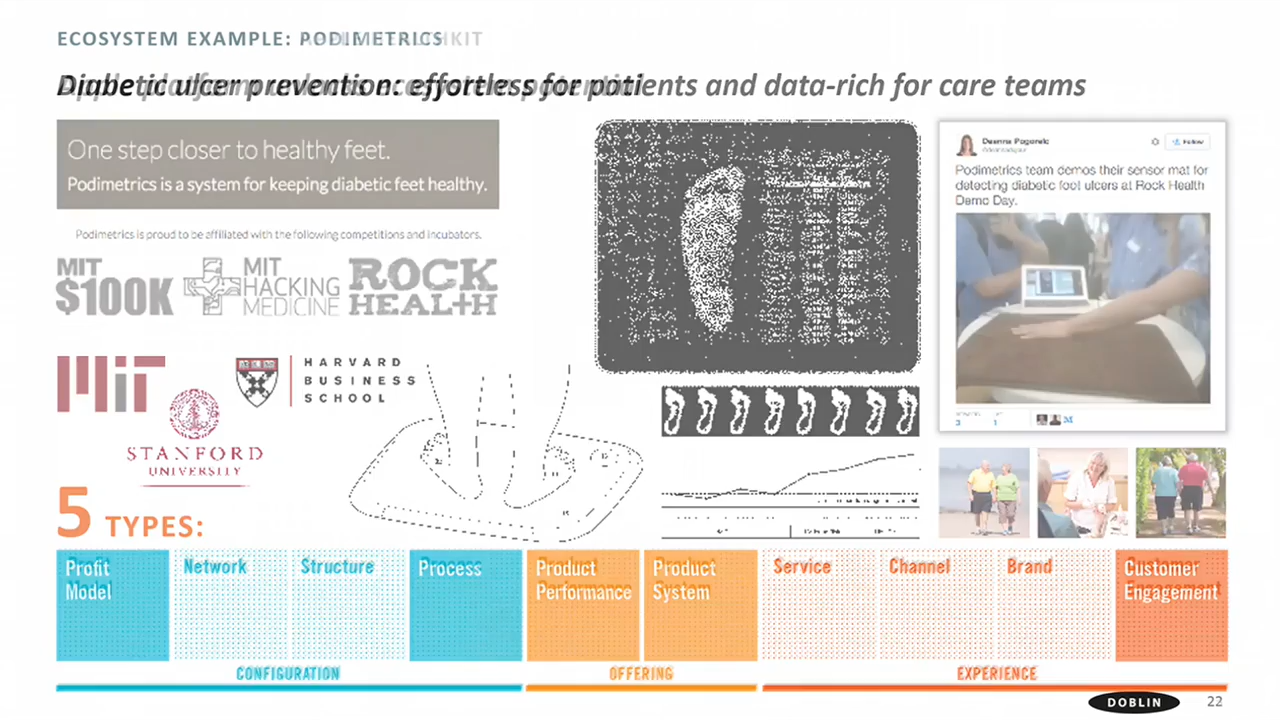 ECOSYSTEM EXAMPLE: PODIMETRICS
Diabetic ulcer prevention: effortless for patients and data-rich for care teams
One step closer to healthy feet.
Podimetrics is a system for keeping diabetic feet healthy.
Podimetrics is proud to be affiliated with the following competitions and incubators.
MIT $100K
MIT HACKING MEDICINE
ROCK HEALTH
MIT
HARVARD BUSINESS SCHOOL
STANFORD UNIVERSITY
Deanna
Follow
Podimetrics team demos their sensor mat for
detecting diabetic foot ulcers at Rock Health
Demo Day.
5 TYPES:
Profit Model
Network
Structure
Process
Product Performance
Product System
Service
Channel
Brand
Customer Engagement
CONFIGURATION
OFFERING
EXPERIENCE
DOBLIN
22